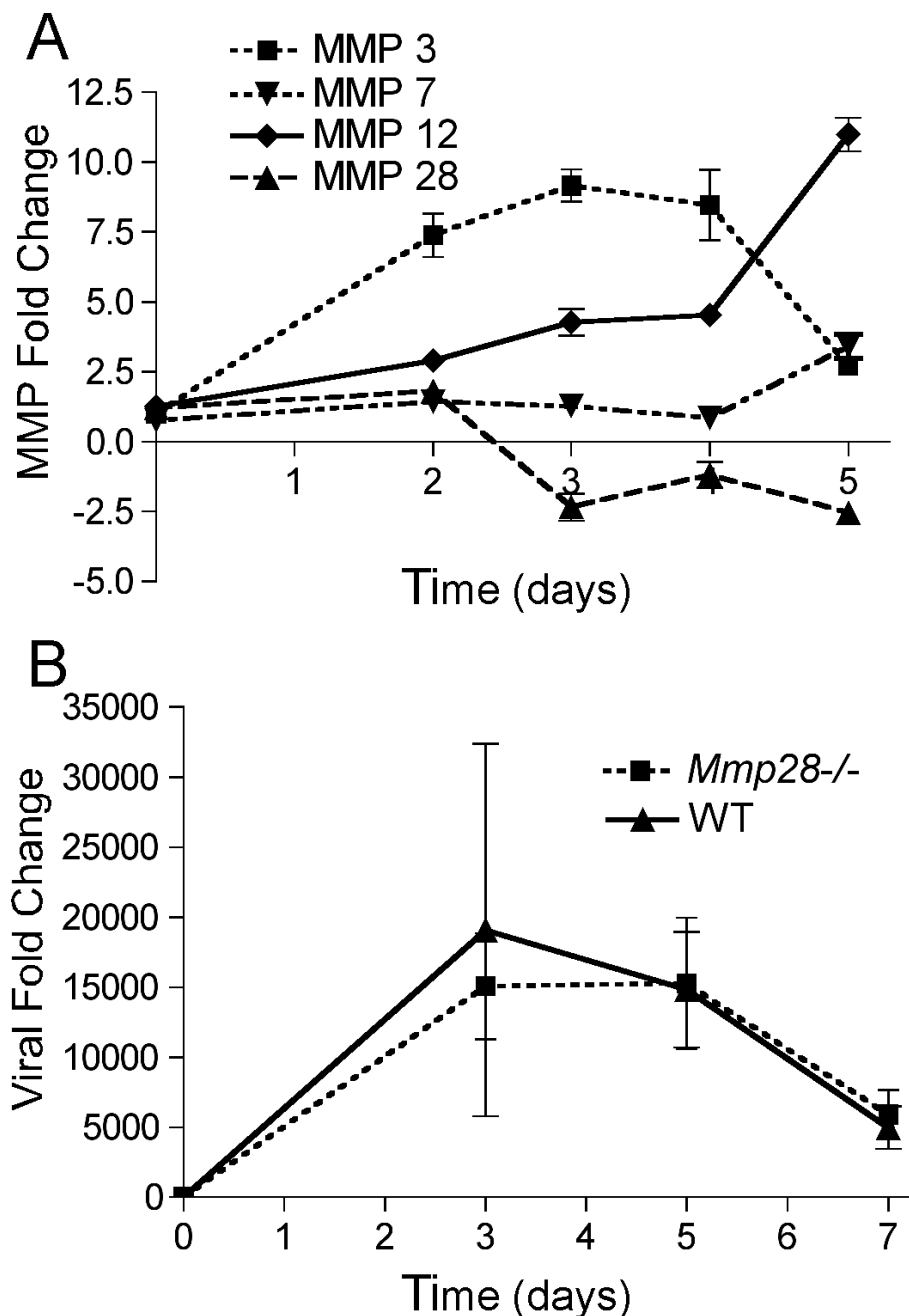 A
MMP 3
MMP 7
MMP 12
MMP 28
12.5
10.0
7.5
5.0
2.5
0.0
-2.5
-5.0
MMP Fold Change
1 2 3 5
Time (days)
B
35000
30000
25000
20000
15000
10000
5000
0
Viral Fold Change
Mmp28-/-
WT
0 1 2 3 4 5 6 7
Time (days)